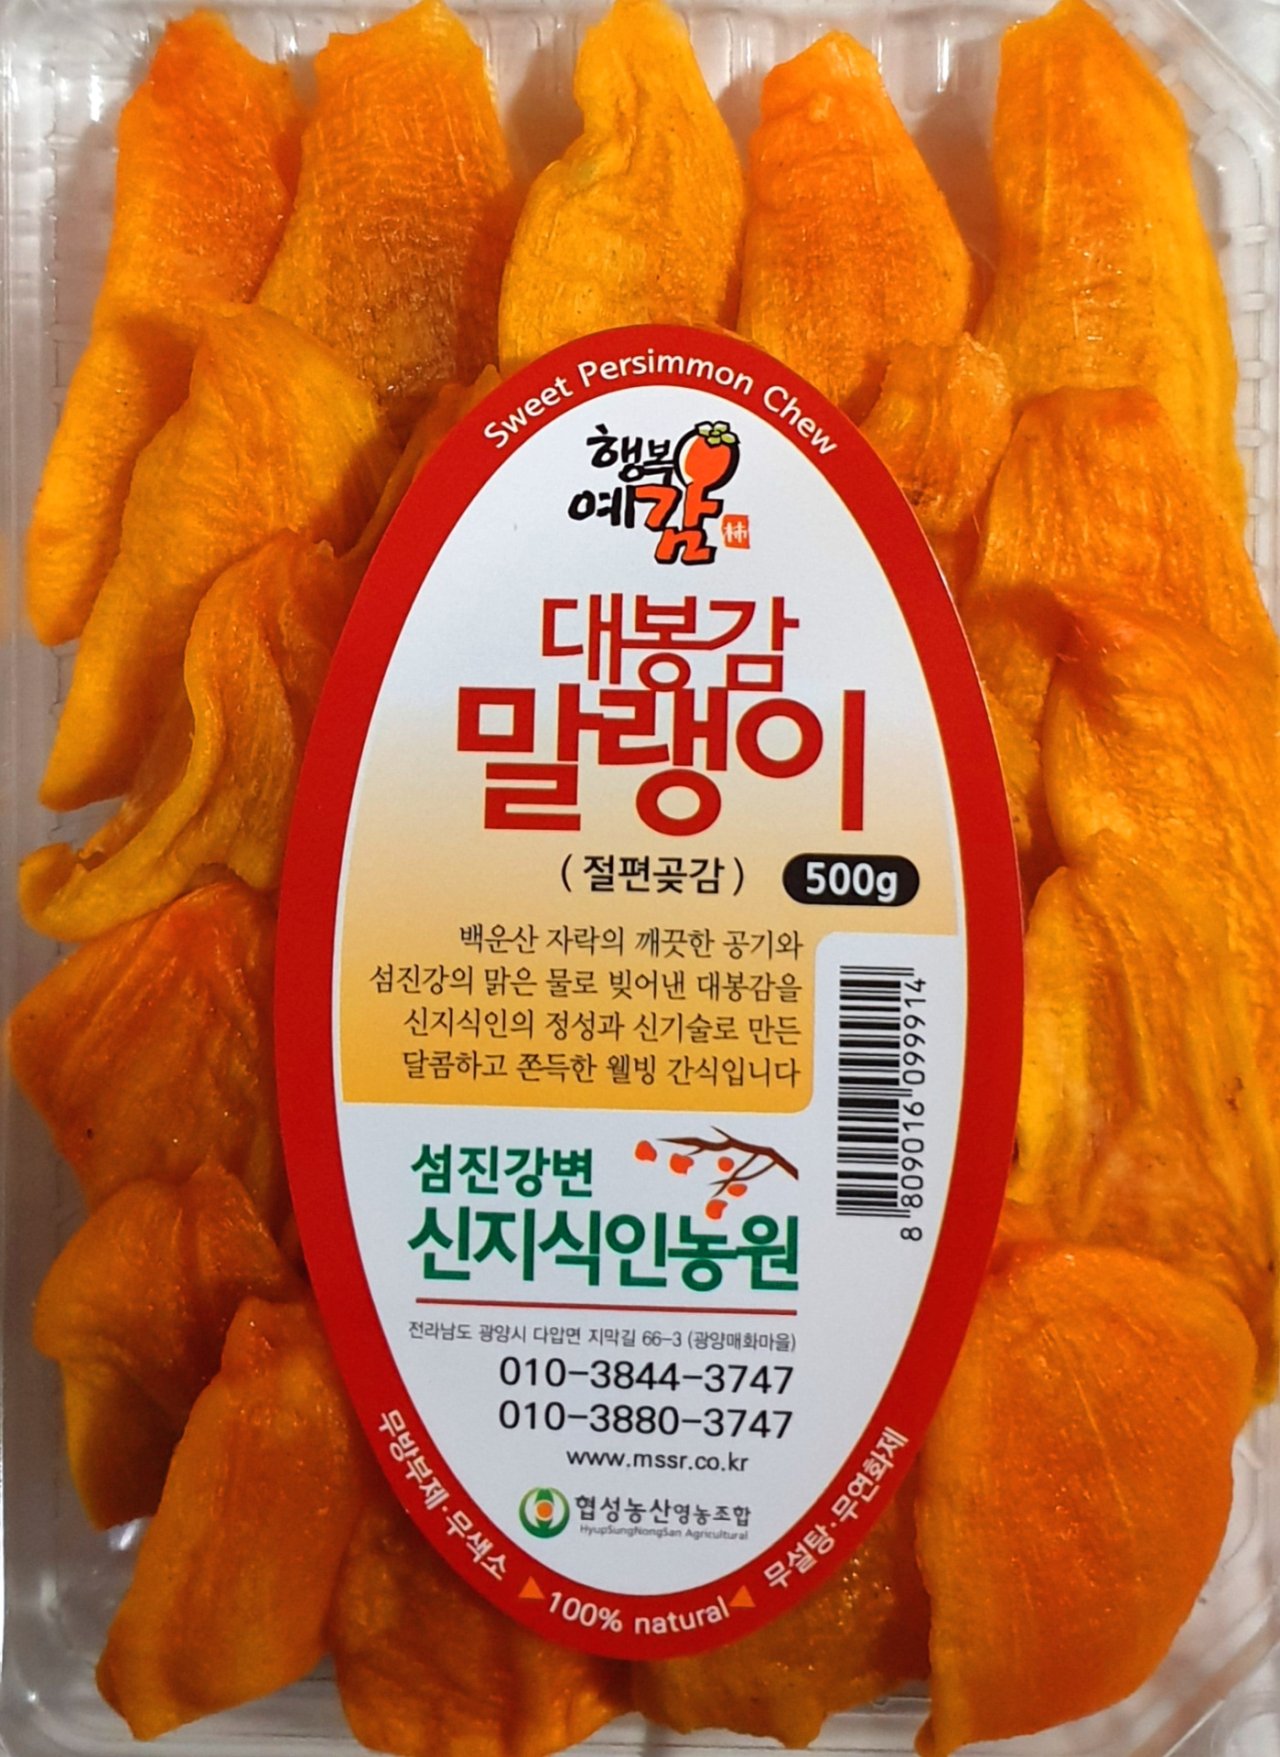 Sweet Persimmon Chew
행복
예감
柿
대봉감
말랭이
(절편곶감) 500g
백운산 자락의 깨끗한 공기와
섬진강의 맑은 물로 빚어낸 대봉감을
신지식인의 정성과 신기술로 만든
달콤하고 쫀득한 웰빙 간식입니다
8 809016 099914
섬진강변
신지식인농원
전라남도 광양시 다압면 지막길 66-3 (광양매화마을)
010-3844-3747
010-3880-3747
www.mssr.co.kr
협성농산영농조합
HyupSungNongSan Agricultural
무방부제·무색소 ▶100% natural◀ 무설탕·무연화제